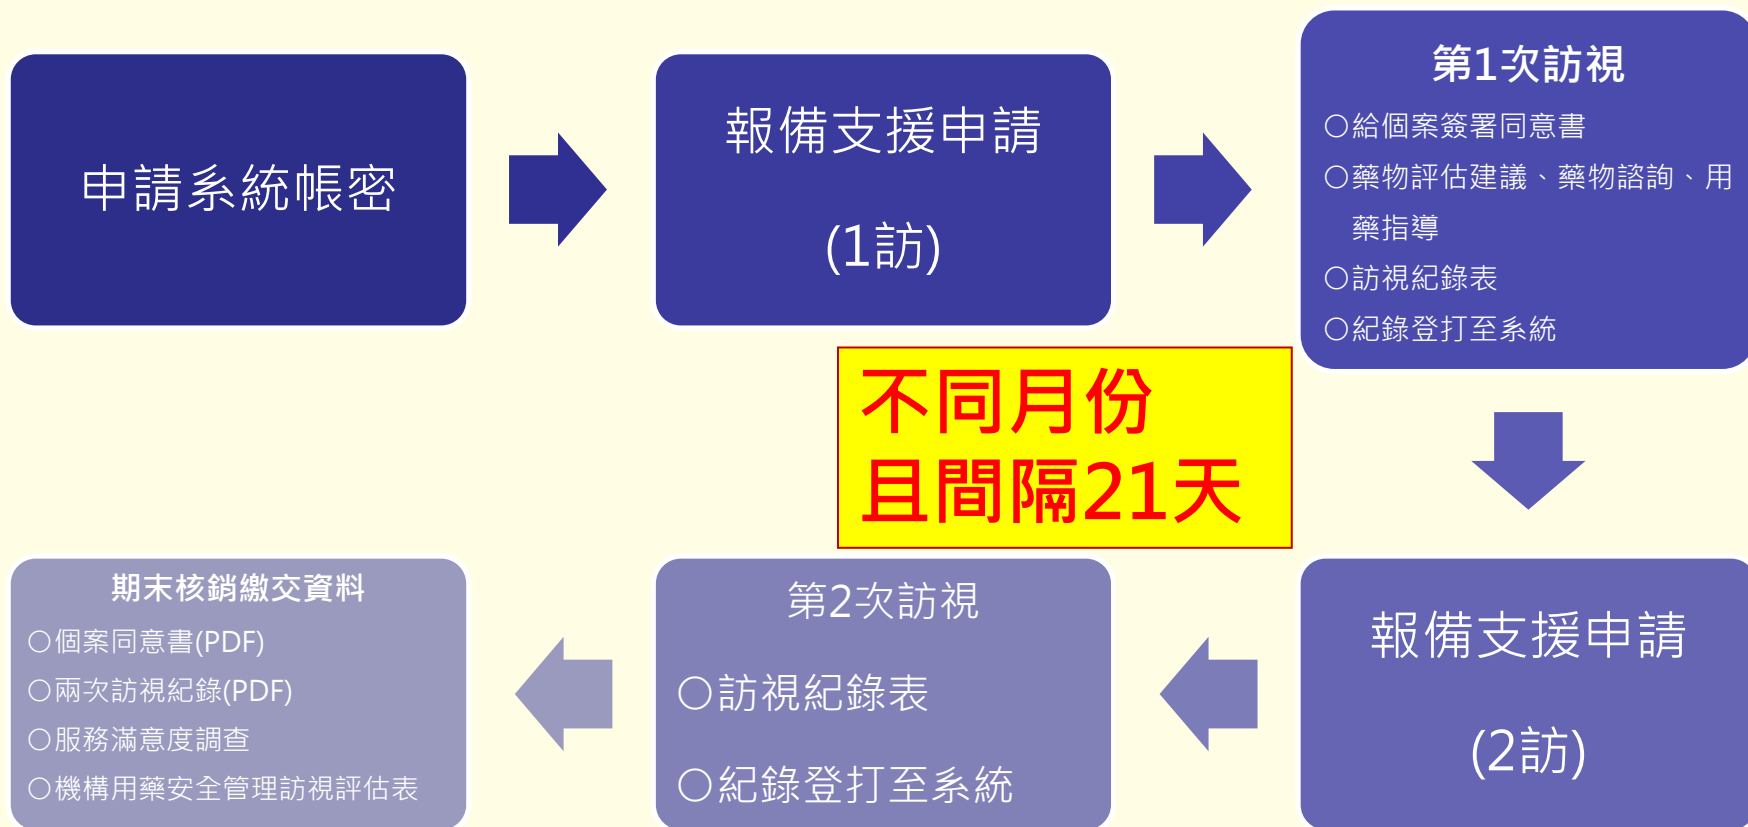 申請系統帳密
報備支援申請
(1訪)
第1次訪視
○給個案簽署同意書
○藥物評估建議、藥物諮詢、用
藥指導
○訪視紀錄表
○紀錄登打至系統
不同月份
且間隔21天
報備支援申請
(2訪)
第2次訪視
○訪視紀錄表
○紀錄登打至系統
期末核銷繳交資料
○個案同意書(PDF)
○兩次訪視紀錄(PDF)
○服務滿意度調查
○機構用藥安全管理訪視評估表